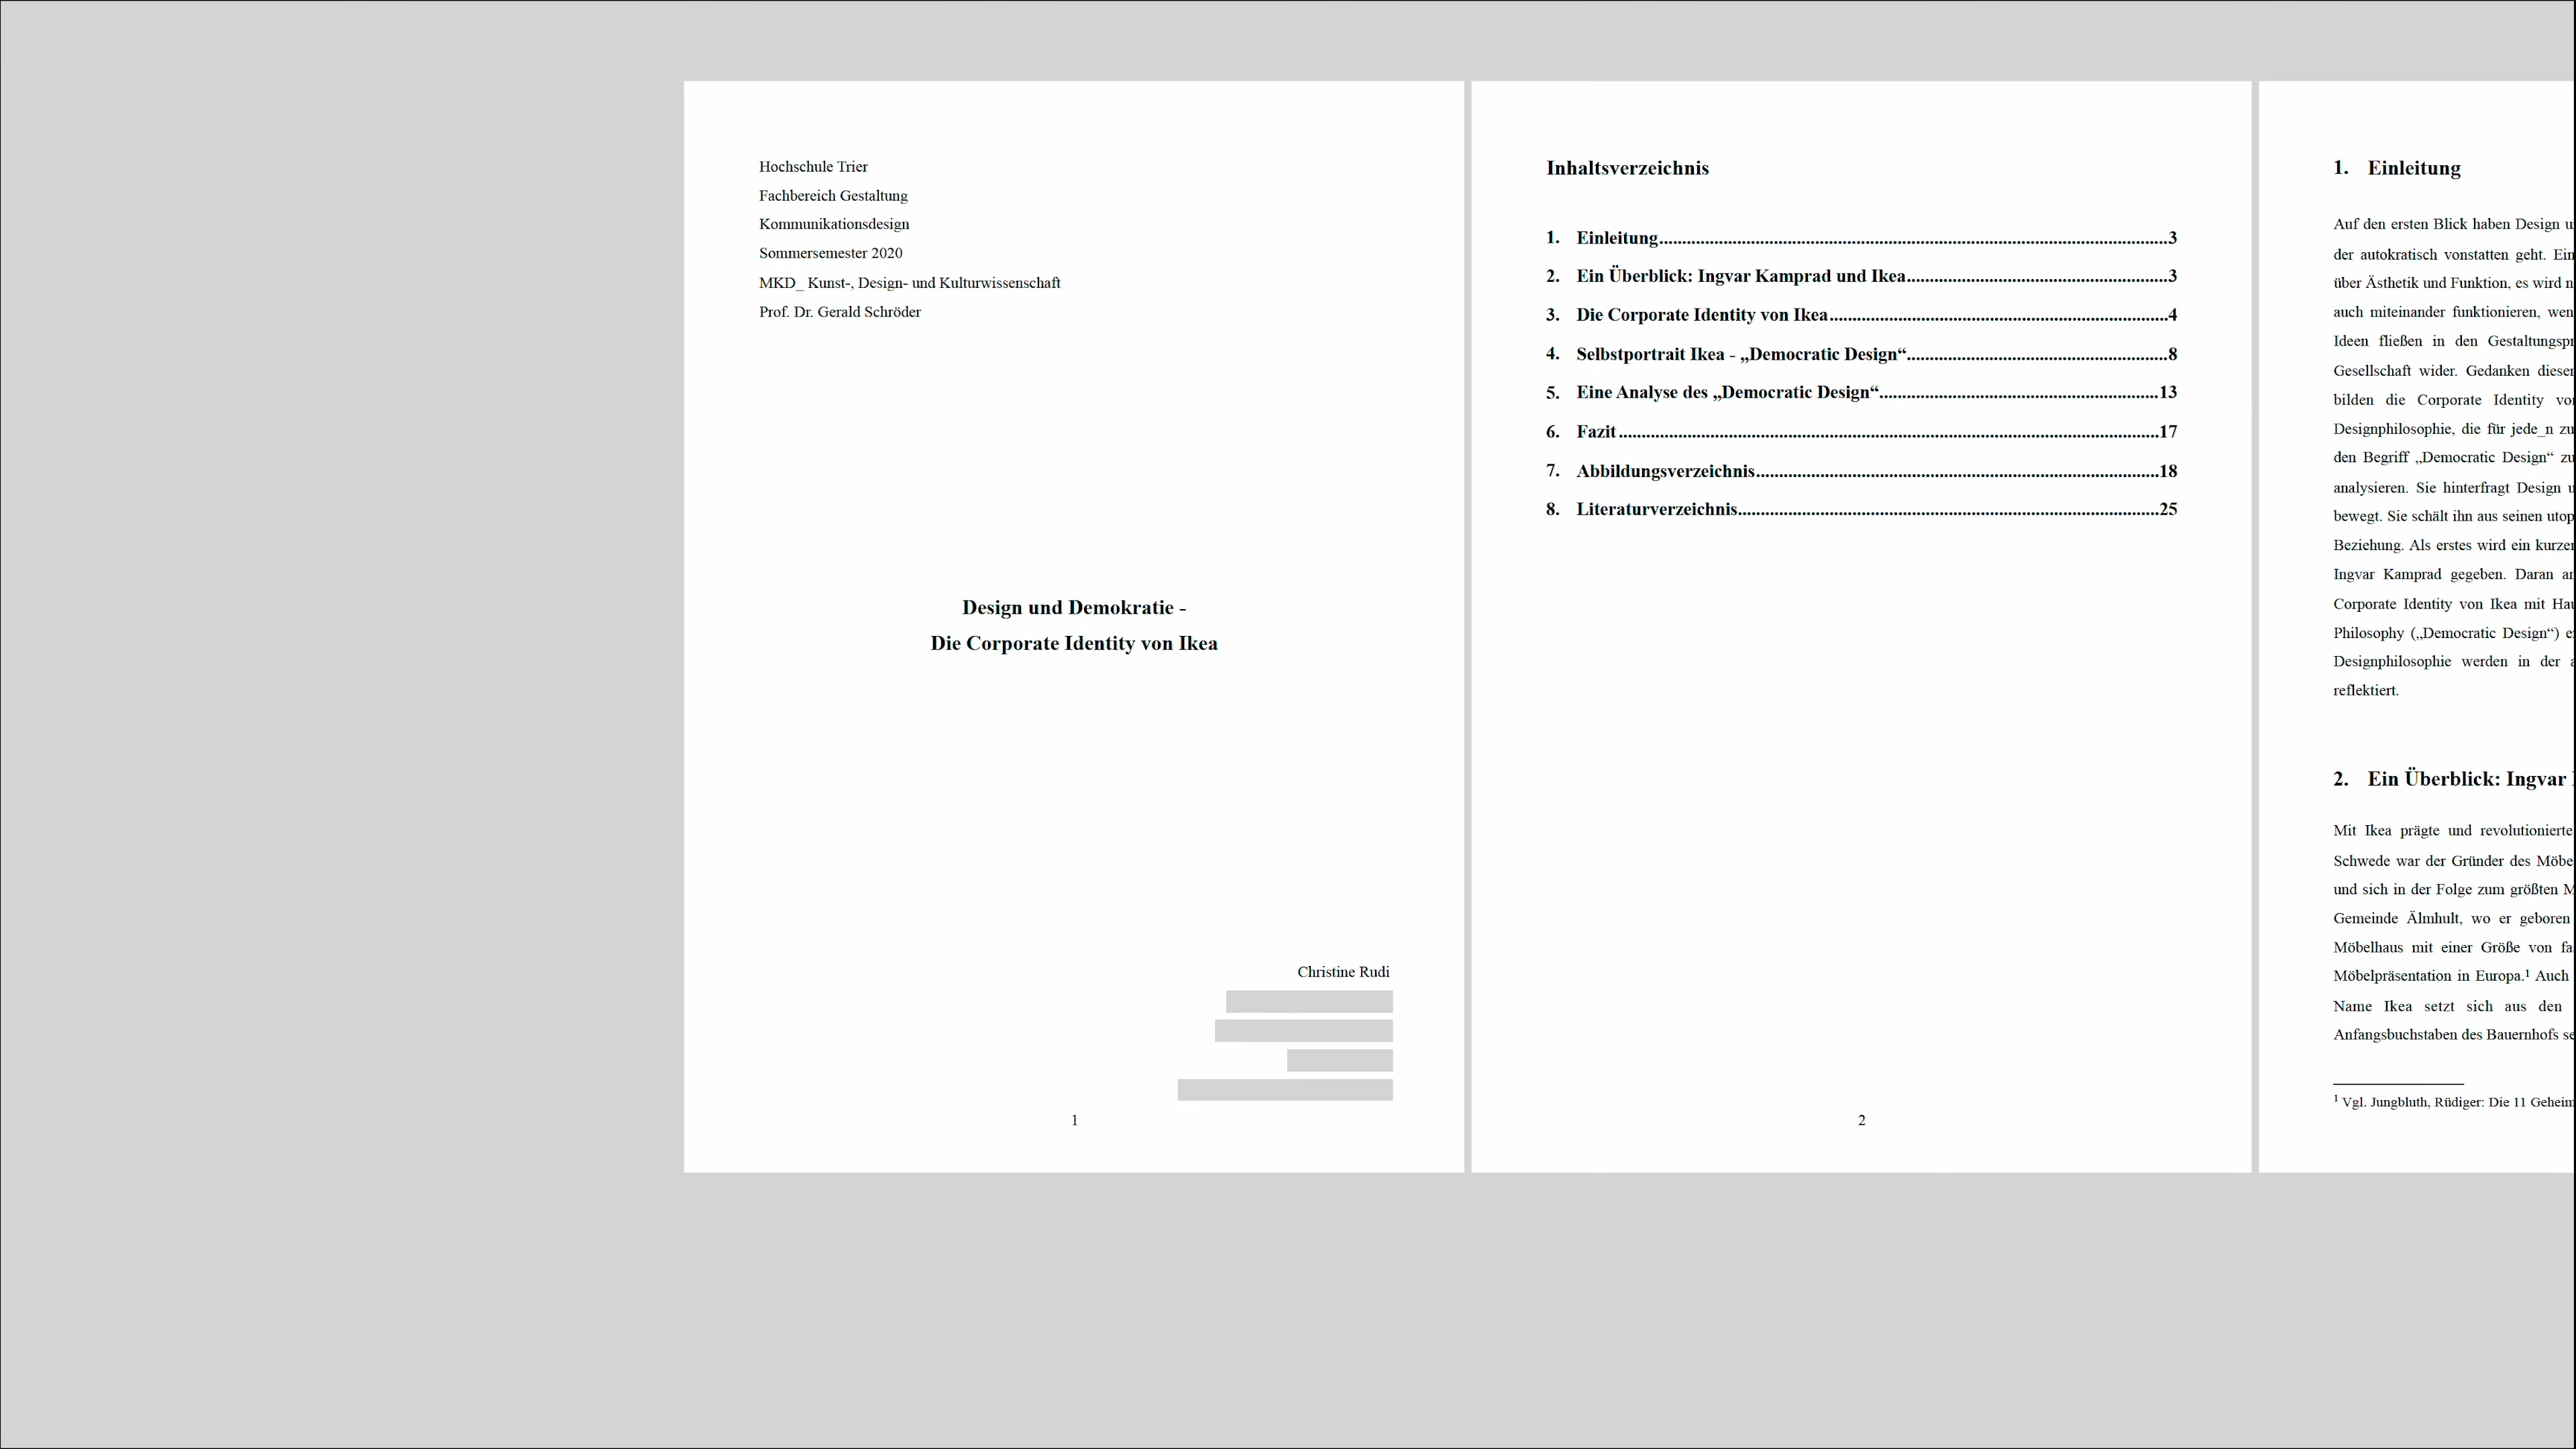 Hochschule Trier
Fachbereich Gestaltung
Kommunikationsdesign
Sommersemester 2020
MKD_ Kunst-, Design- und Kulturwissenschaft
Prof. Dr. Gerald Schröder
Design und Demokratie -
Die Corporate Identity von Ikea
Christine Rudi
1
Inhaltsverzeichnis
1. Einleitung....................3
2. Ein Überblick: Ingvar Kamprad und Ikea....................3
3. Die Corporate Identity von Ikea....................4
4. Selbstportrait Ikea - „Democratic Design“....................8
5. Eine Analyse des „Democratic Design“....................13
6. Fazit....................17
7. Abbildungsverzeichnis....................18
8. Literaturverzeichnis....................25
2
1. Einleitung
Auf den ersten Blick haben Design
der autokratisch vonstatten geht.
über Ästhetik und Funktion, es wird
auch miteinander funktionieren,
Ideen fließen in den
Gesellschaft wider. Gedanken
bilden die Corporate Identity
Designphilosophie, die für jede_n
den Begriff „Democratic Design“
analysieren. Sie hinterfragt Design
bewegt. Sie schält ihn aus seinen
Beziehung. Als erstes wird ein
Ingvar Kamprad gegeben. Daran
Corporate Identity von Ikea mit
Philosophy („Democratic Design“)
Designphilosophie werden in der
reflektiert.
2. Ein Überblick: Ingvar
Mit Ikea prägte und revolutionierte
Schwede war der Gründer des
und sich in der Folge zum größten
Gemeinde Älmhult, wo er geboren
Möbelhaus mit einer Größe von
Möbelpräsentation in Europa.¹ Auch
Name Ikea setzt sich aus den
Anfangsbuchstaben des Bauernhofs
¹ Vgl. Jungbluth, Rüdiger: Die 11